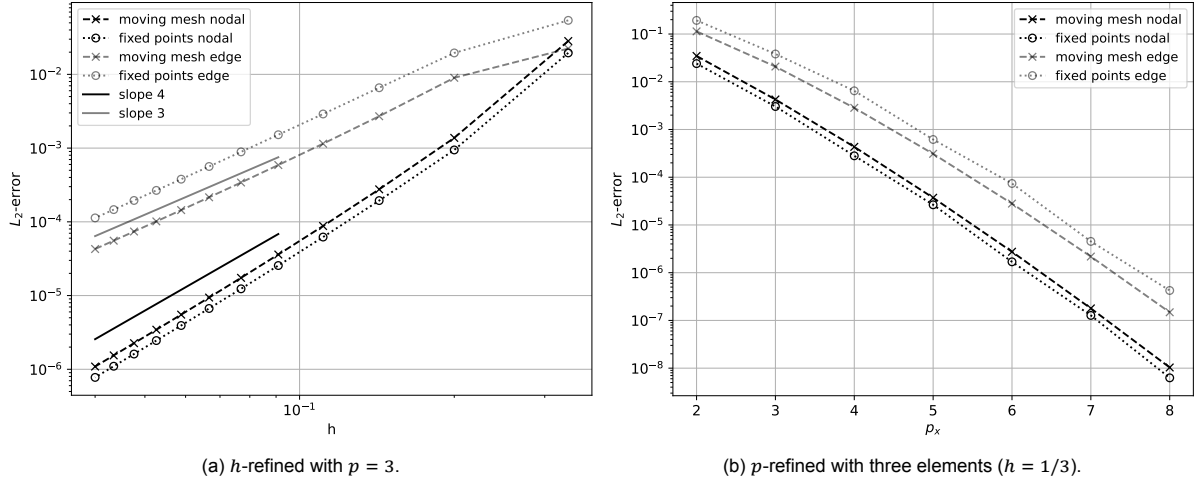 moving mesh nodal
fixed points nodal
moving mesh edge
fixed points edge
slope 4
slope 3
10⁻²
10⁻³
10⁻⁴
10⁻⁵
10⁻⁶
L₂-error
10⁻¹
h
(a) h-refined with p = 3.
moving mesh nodal
fixed points nodal
moving mesh edge
fixed points edge
10⁻¹
10⁻²
10⁻³
10⁻⁴
10⁻⁵
10⁻⁶
10⁻⁷
10⁻⁸
L₂-error
2 3 4 5 6 7 8
pₓ
(b) p-refined with three elements (h = 1/3).